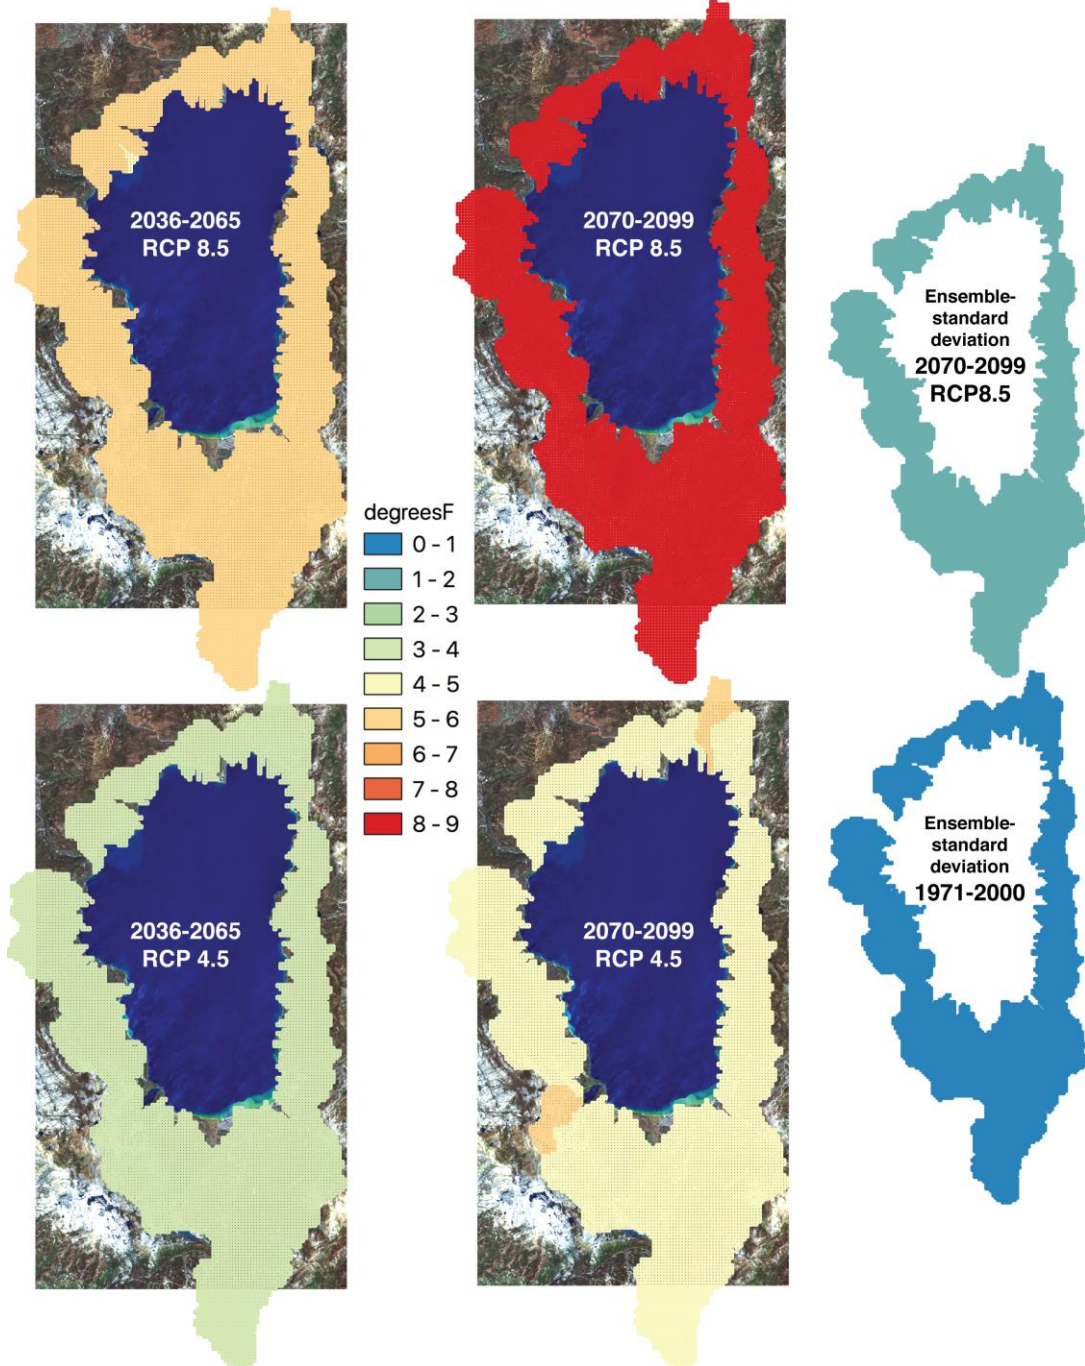 2036-2065
RCP 8.5
2070-2099
RCP 8.5
Ensemble-
standard
deviation
2070-2099
RCP8.5
degreesF
0 - 1
1 - 2
2 - 3
3 - 4
4 - 5
5 - 6
6 - 7
7 - 8
8 - 9
2036-2065
RCP 4.5
2070-2099
RCP 4.5
Ensemble-
standard
deviation
1971-2000